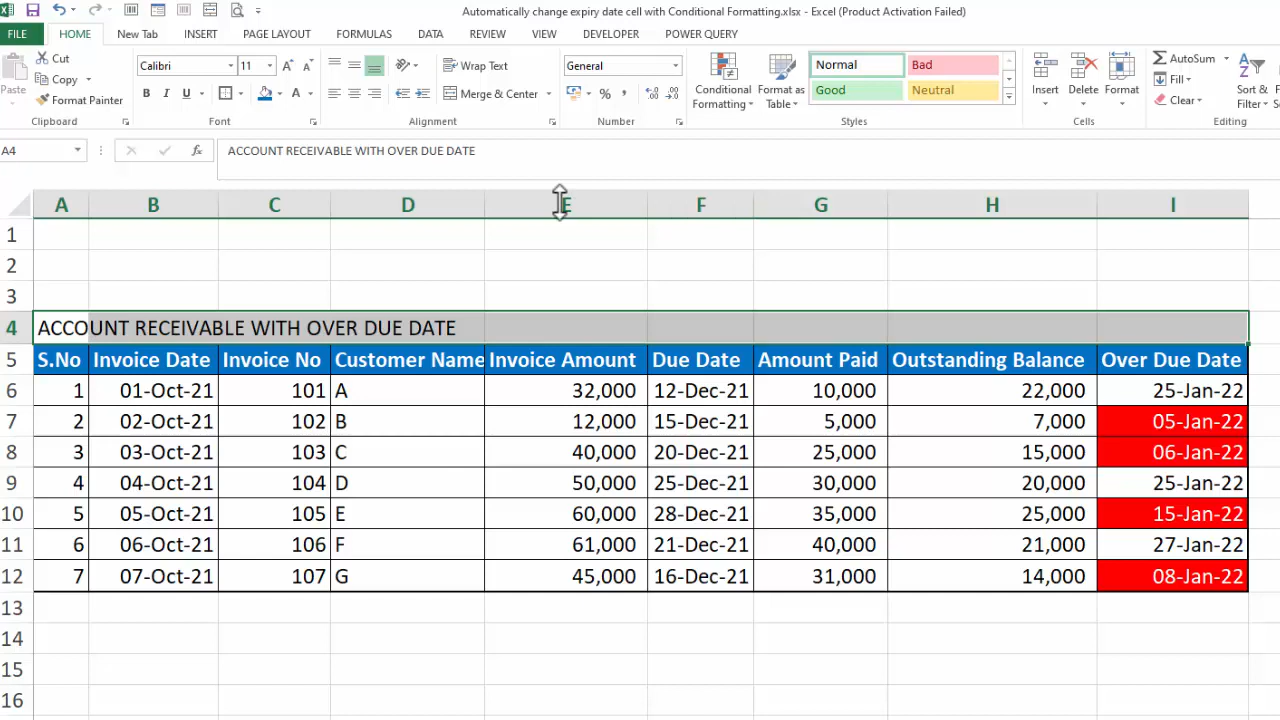 Automatically change expiry date cell with Conditional Formatting.xlsx - Excel (Product Activation Failed)
FILE HOME New Tab INSERT PAGE LAYOUT FORMULAS DATA REVIEW VIEW DEVELOPER POWER QUERY
Paste
Cut
Copy
Format Painter
Clipboard
Calibri 11 A A
B I U A
Font
Wrap Text
Merge & Center
Alignment
General
% ,
Number
Conditional Formatting
Format as Table
Normal Bad
Good Neutral
Styles
Insert Delete Format
Cells
AutoSum
Fill
Clear
Sort &
Filter
Editing
A4 fx ACCOUNT RECEIVABLE WITH OVER DUE DATE
A B C D E F G H I
1
2
3
4 ACCOUNT RECEIVABLE WITH OVER DUE DATE
5 S.No Invoice Date Invoice No Customer Name Invoice Amount Due Date Amount Paid Outstanding Balance Over Due Date
6 1 01-Oct-21 101 A 32,000 12-Dec-21 10,000 22,000 25-Jan-22
7 2 02-Oct-21 102 B 12,000 15-Dec-21 5,000 7,000 05-Jan-22
8 3 03-Oct-21 103 C 40,000 20-Dec-21 25,000 15,000 06-Jan-22
9 4 04-Oct-21 104 D 50,000 25-Dec-21 30,000 20,000 25-Jan-22
10 5 05-Oct-21 105 E 60,000 28-Dec-21 35,000 25,000 15-Jan-22
11 6 06-Oct-21 106 F 61,000 21-Dec-21 40,000 21,000 27-Jan-22
12 7 07-Oct-21 107 G 45,000 16-Dec-21 31,000 14,000 08-Jan-22
13
14
15
16